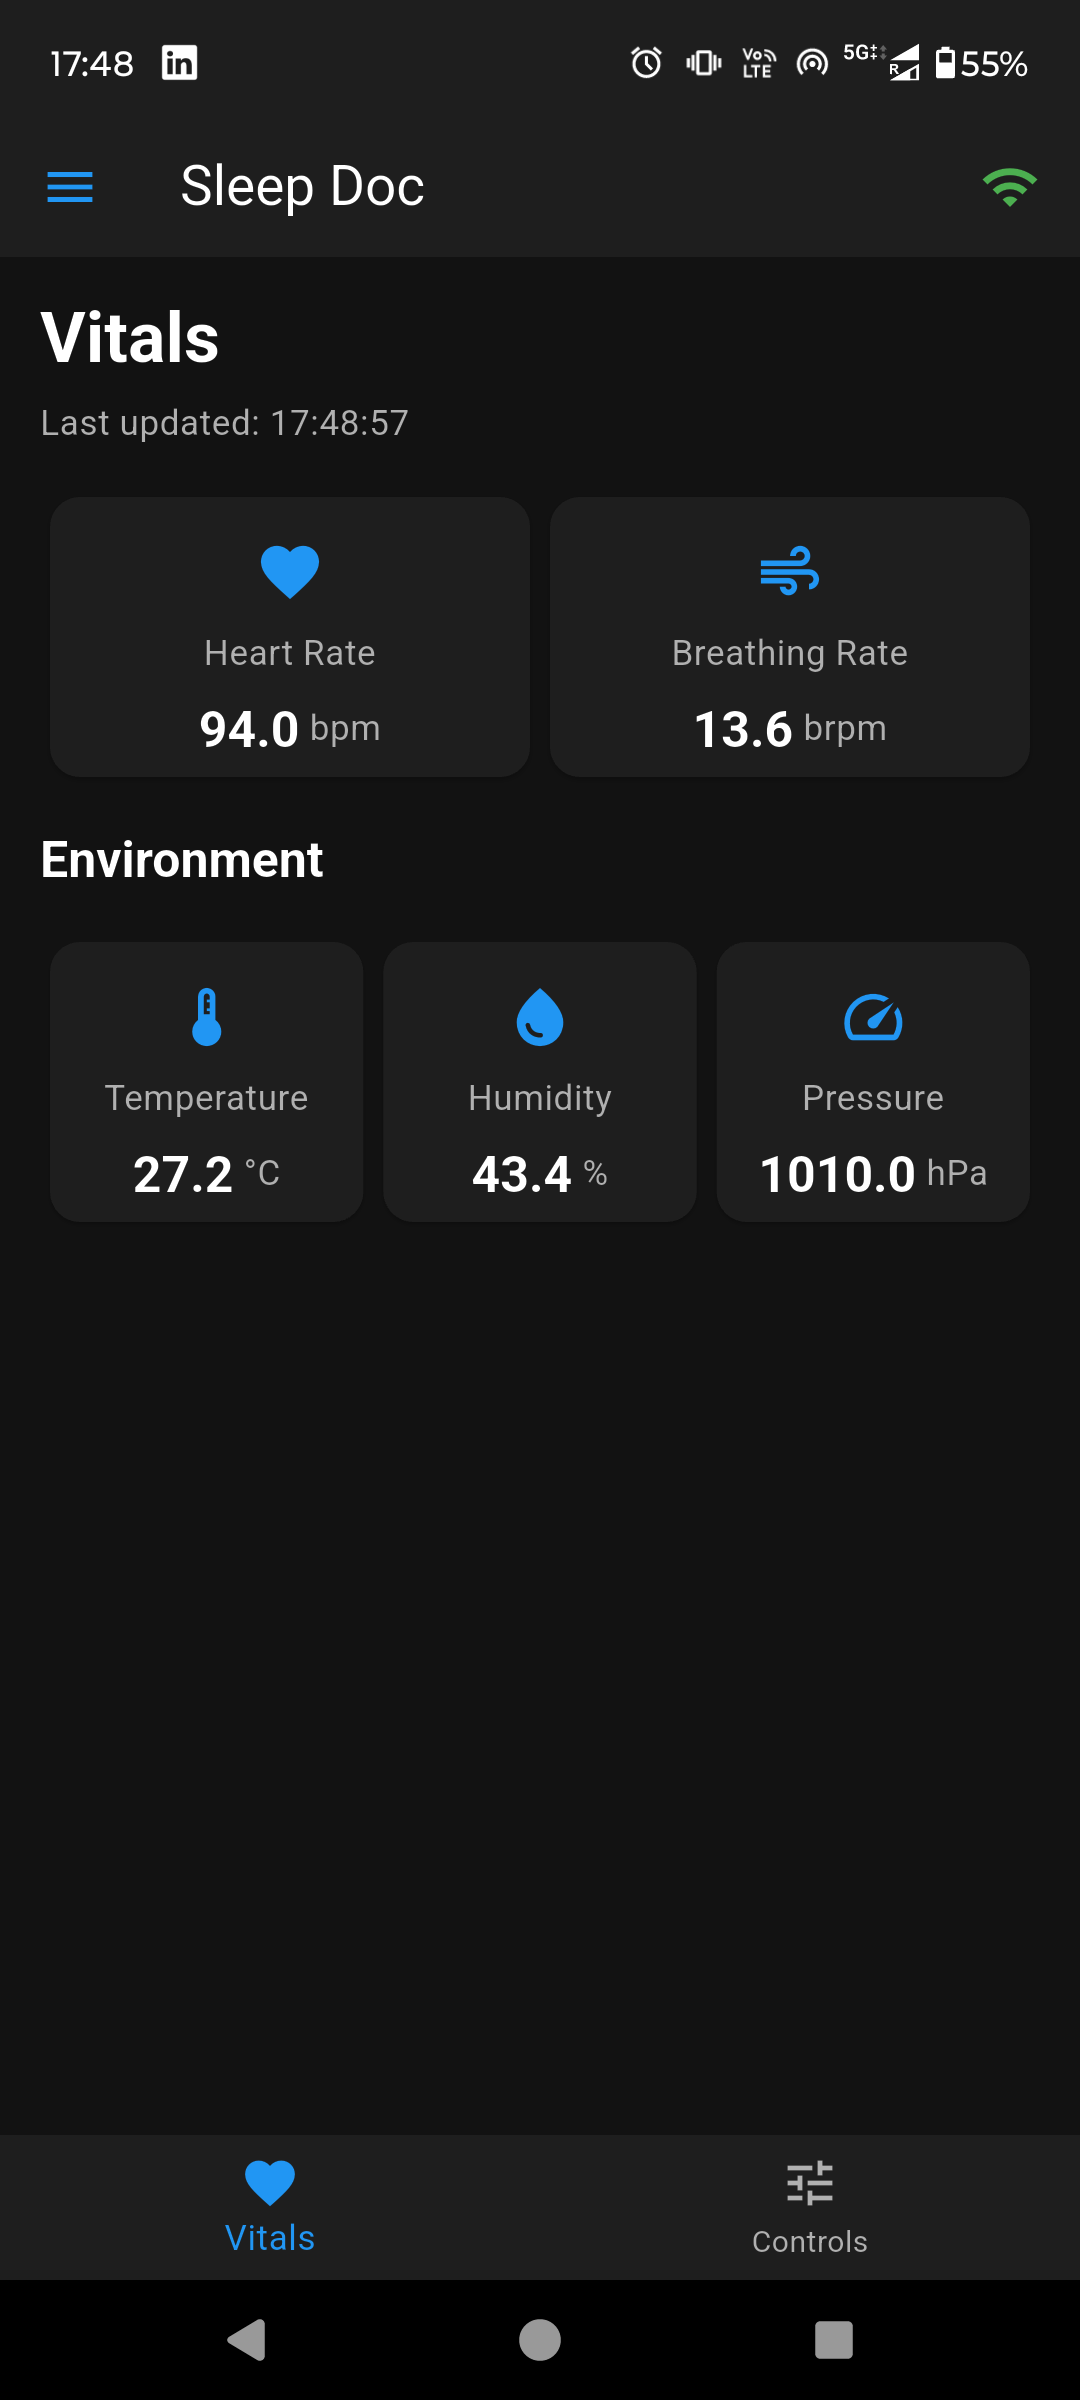 17:48 in Vo LTE 5G R 55%
Sleep Doc
Vitals
Last updated: 17:48:57
Heart Rate Breathing Rate
94.0 bpm 13.6 brpm
Environment
Temperature Humidity Pressure
27.2 °C 43.4 % 1010.0 hPa
Vitals Controls